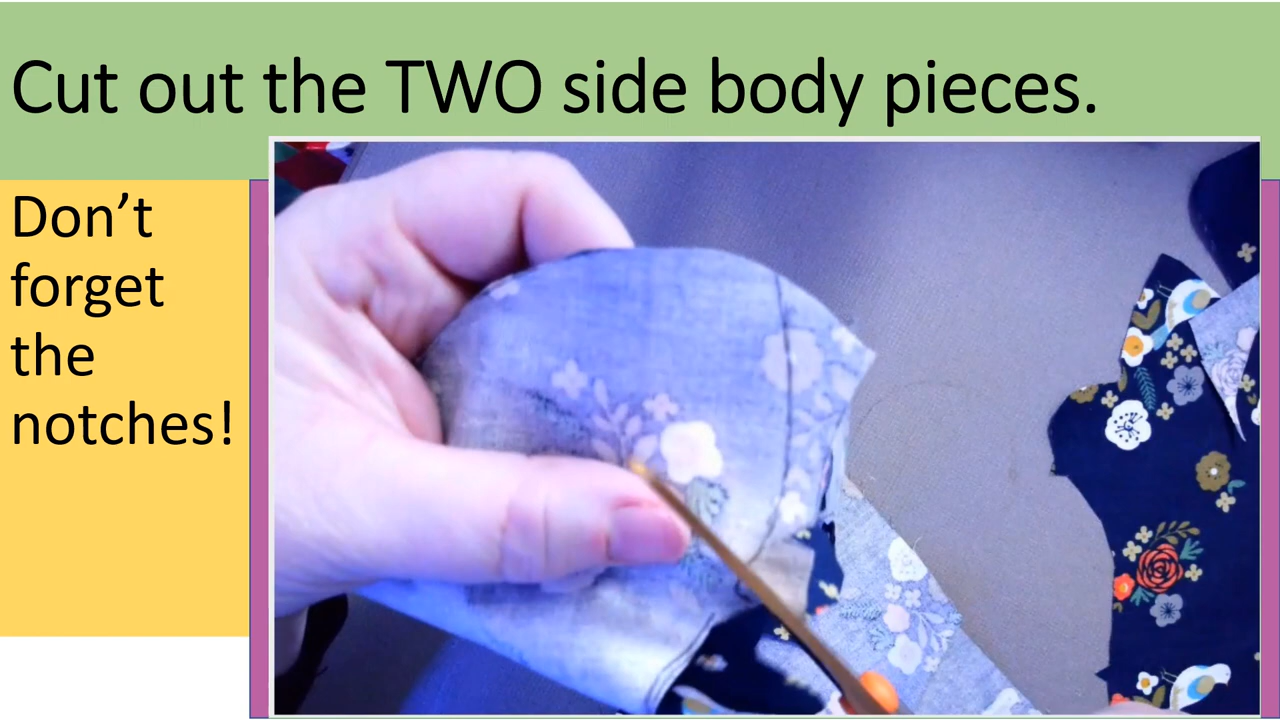 Cut out the TWO side body pieces.
Don’t
forget
the
notches!